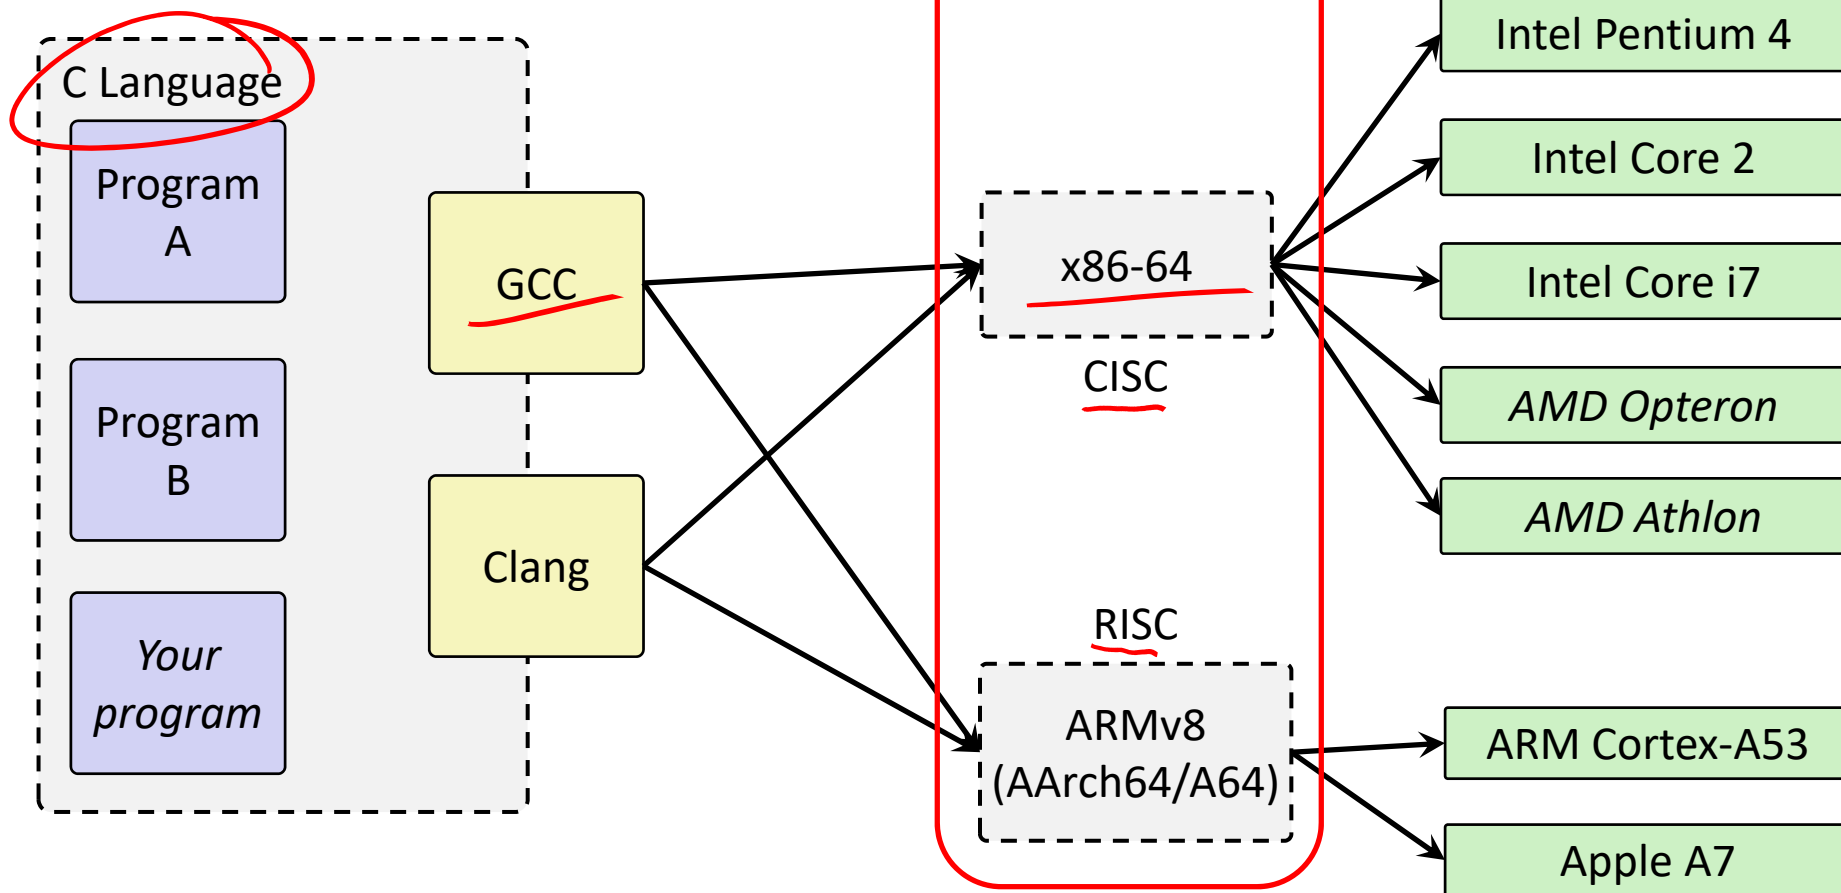 C Language
Program
A
Program
B
Your
program
GCC
Clang
x86-64
CISC
RISC
ARMv8
(AArch64/A64)
Intel Pentium 4
Intel Core 2
Intel Core i7
AMD Opteron
AMD Athlon
ARM Cortex-A53
Apple A7